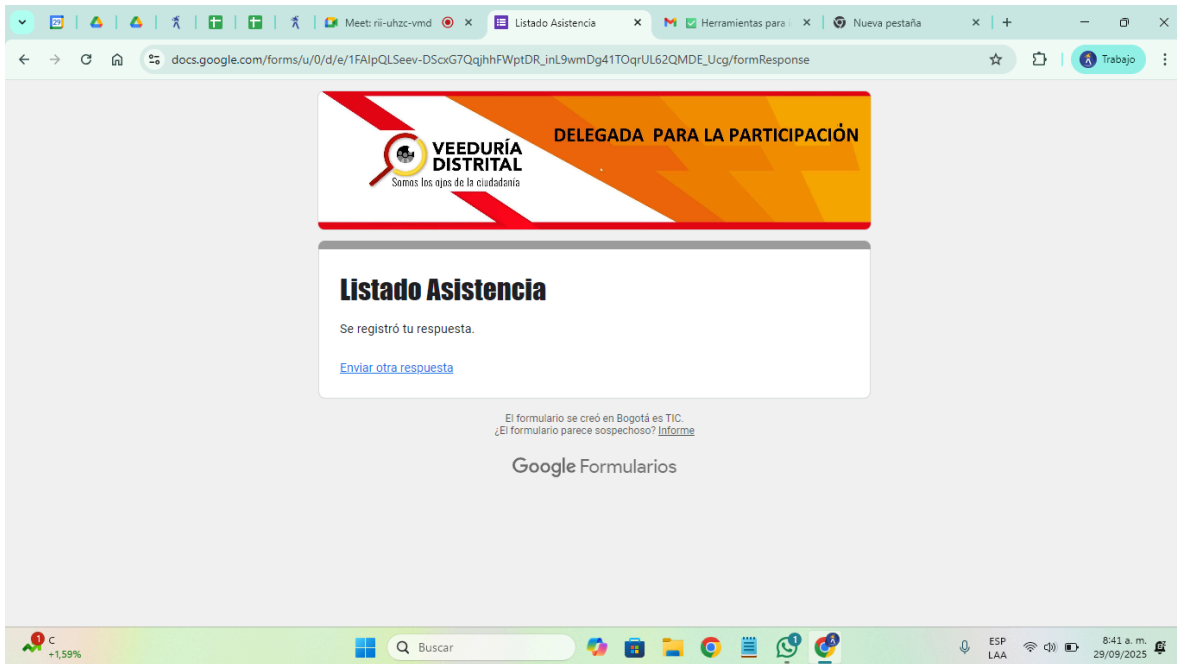 29
Meet: rii-uhzc-vmd
Listado Asistencia
Herramientas para i
Nueva pestaña
docs.google.com/forms/u/0/d/e/1FAIpQLSeev-DScxG7QqjhhFWptDR_inL9wmDg41TOqrUL62QMDE_Ucg/formResponse
Trabajo
DELEGADA PARA LA PARTICIPACIÓN
VEEDURÍA
DISTRITAL
Somos los ojos de la ciudadanía
Listado Asistencia
Se registró tu respuesta.
Enviar otra respuesta
El formulario se creó en Bogotá es TIC.
¿El formulario parece sospechoso? Informe
Google Formularios
1
C
+1,59%
Buscar
ESP
LAA
8:41 a. m.
29/09/2025